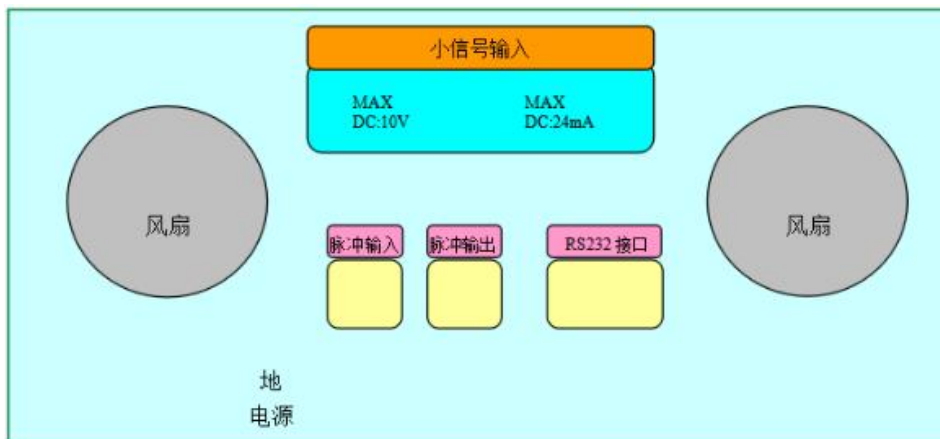 小信号输入
MAX MAX
DC:10V DC:24mA
风扇 风扇
脉冲输入 脉冲输出 RS232 接口
地
电源